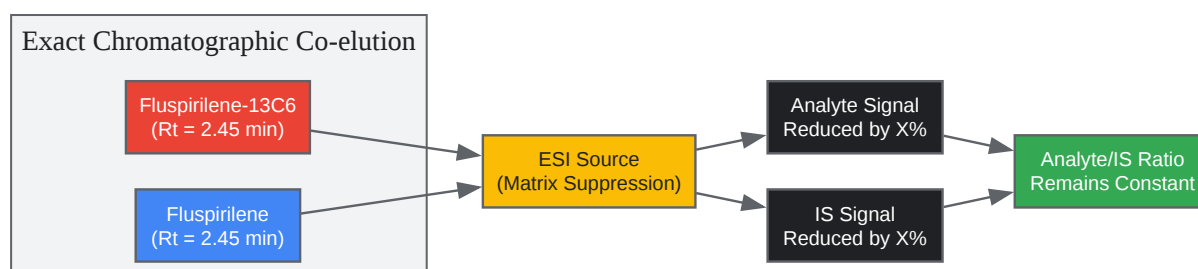 Exact Chromatographic Co-elution
Fluspirilene-13C6
(Rt = 2.45 min)
Fluspirilene
(Rt = 2.45 min)
ESI Source
(Matrix Suppression)
Analyte Signal
Reduced by X%
IS Signal
Reduced by X%
Analyte/IS Ratio
Remains Constant